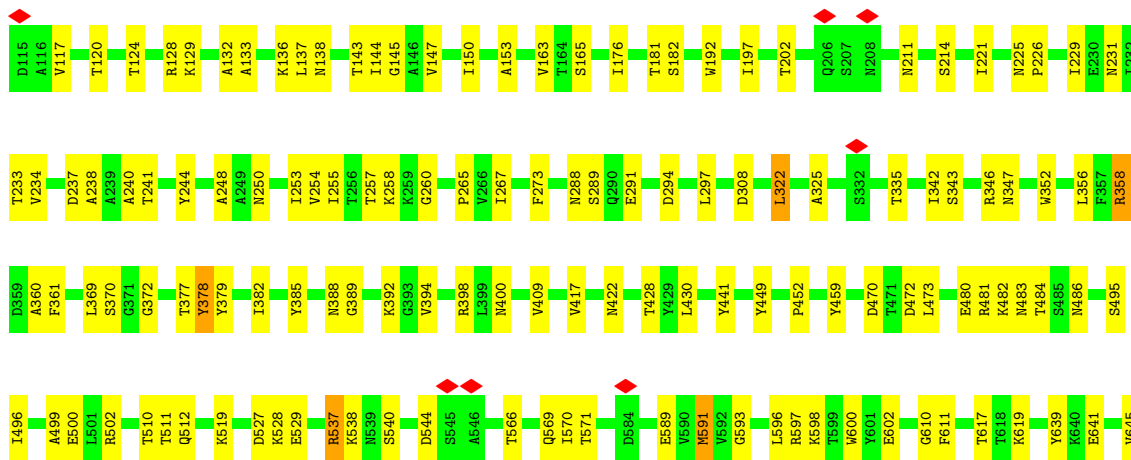 D115 A116 V117 T120 T124 R128 K129 A132 A133 K136 L137 N138 T143 I144 G145 A146 V147 I150 A153 V163 T164 S165 I176 T181 S182 W192 I197 T202 Q206 S207 N208 N211 S214 I221 N225 P226 I229 E230 N231 I232
T233 V234 D237 A238 A239 A240 T241 Y244 A248 A249 N250 I253 V254 I255 T256 T257 K258 K259 G260 P265 V266 I267 F273 N288 S289 Q290 E291 D294 L297 D308 L322 A325 S332 T335 I342 S343 R346 N347 W352 L356 F357 R358
D359 A360 F361 L369 S370 G371 G372 T377 Y378 Y379 I382 Y385 N388 G389 K392 G393 V394 R398 L399 N400 V409 V417 N422 T428 Y429 L430 Y441 Y449 P452 Y459 D470 T471 D472 L473 E480 R481 K482 N483 T484 S485 N486 S495
I496 A499 E500 L501 R502 T510 T511 Q512 K519 D527 K528 E529 R537 K538 N539 S540 D544 S545 A546 T566 Q569 I570 T571 D584 E589 V590 M591 V592 G593 L596 R597 K598 T599 W600 Y601 E602 G610 F611 T617 T618 K619 Y639 K640 E641 V645